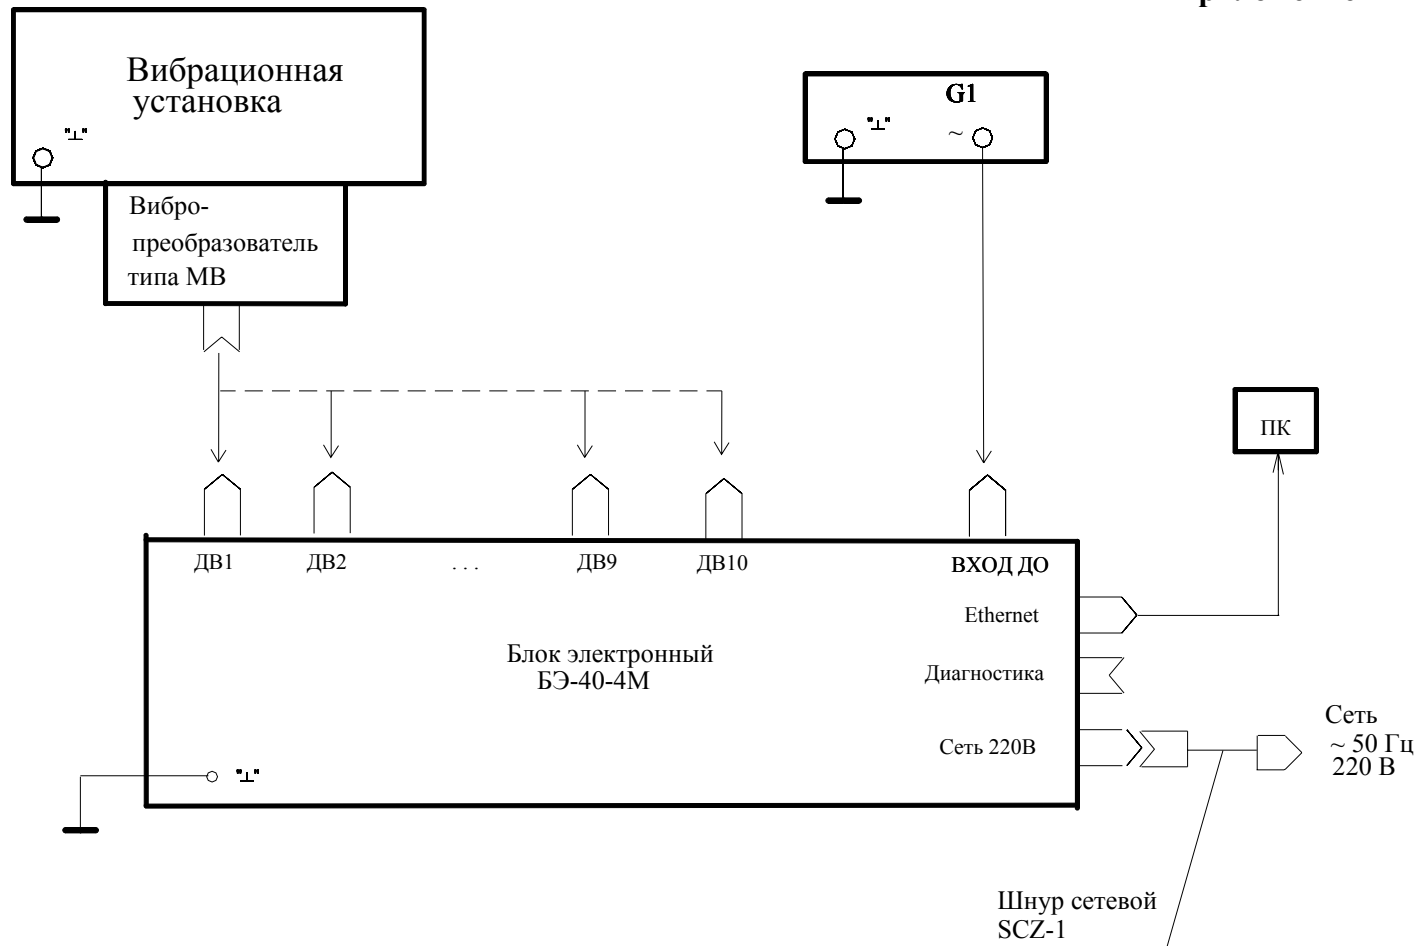 Вибрационная
установка
"⊥"
Вибро-
преобразователь
типа МВ
G1
"⊥"
~
ПК
ДВ1
ДВ2
. . .
ДВ9
ДВ10
ВХОД ДО
Ethernet
Блок электронный
БЭ-40-4М
Диагностика
Сеть 220В
"⊥"
Сеть
~ 50 Гц
220 В
Шнур сетевой
SCZ-1